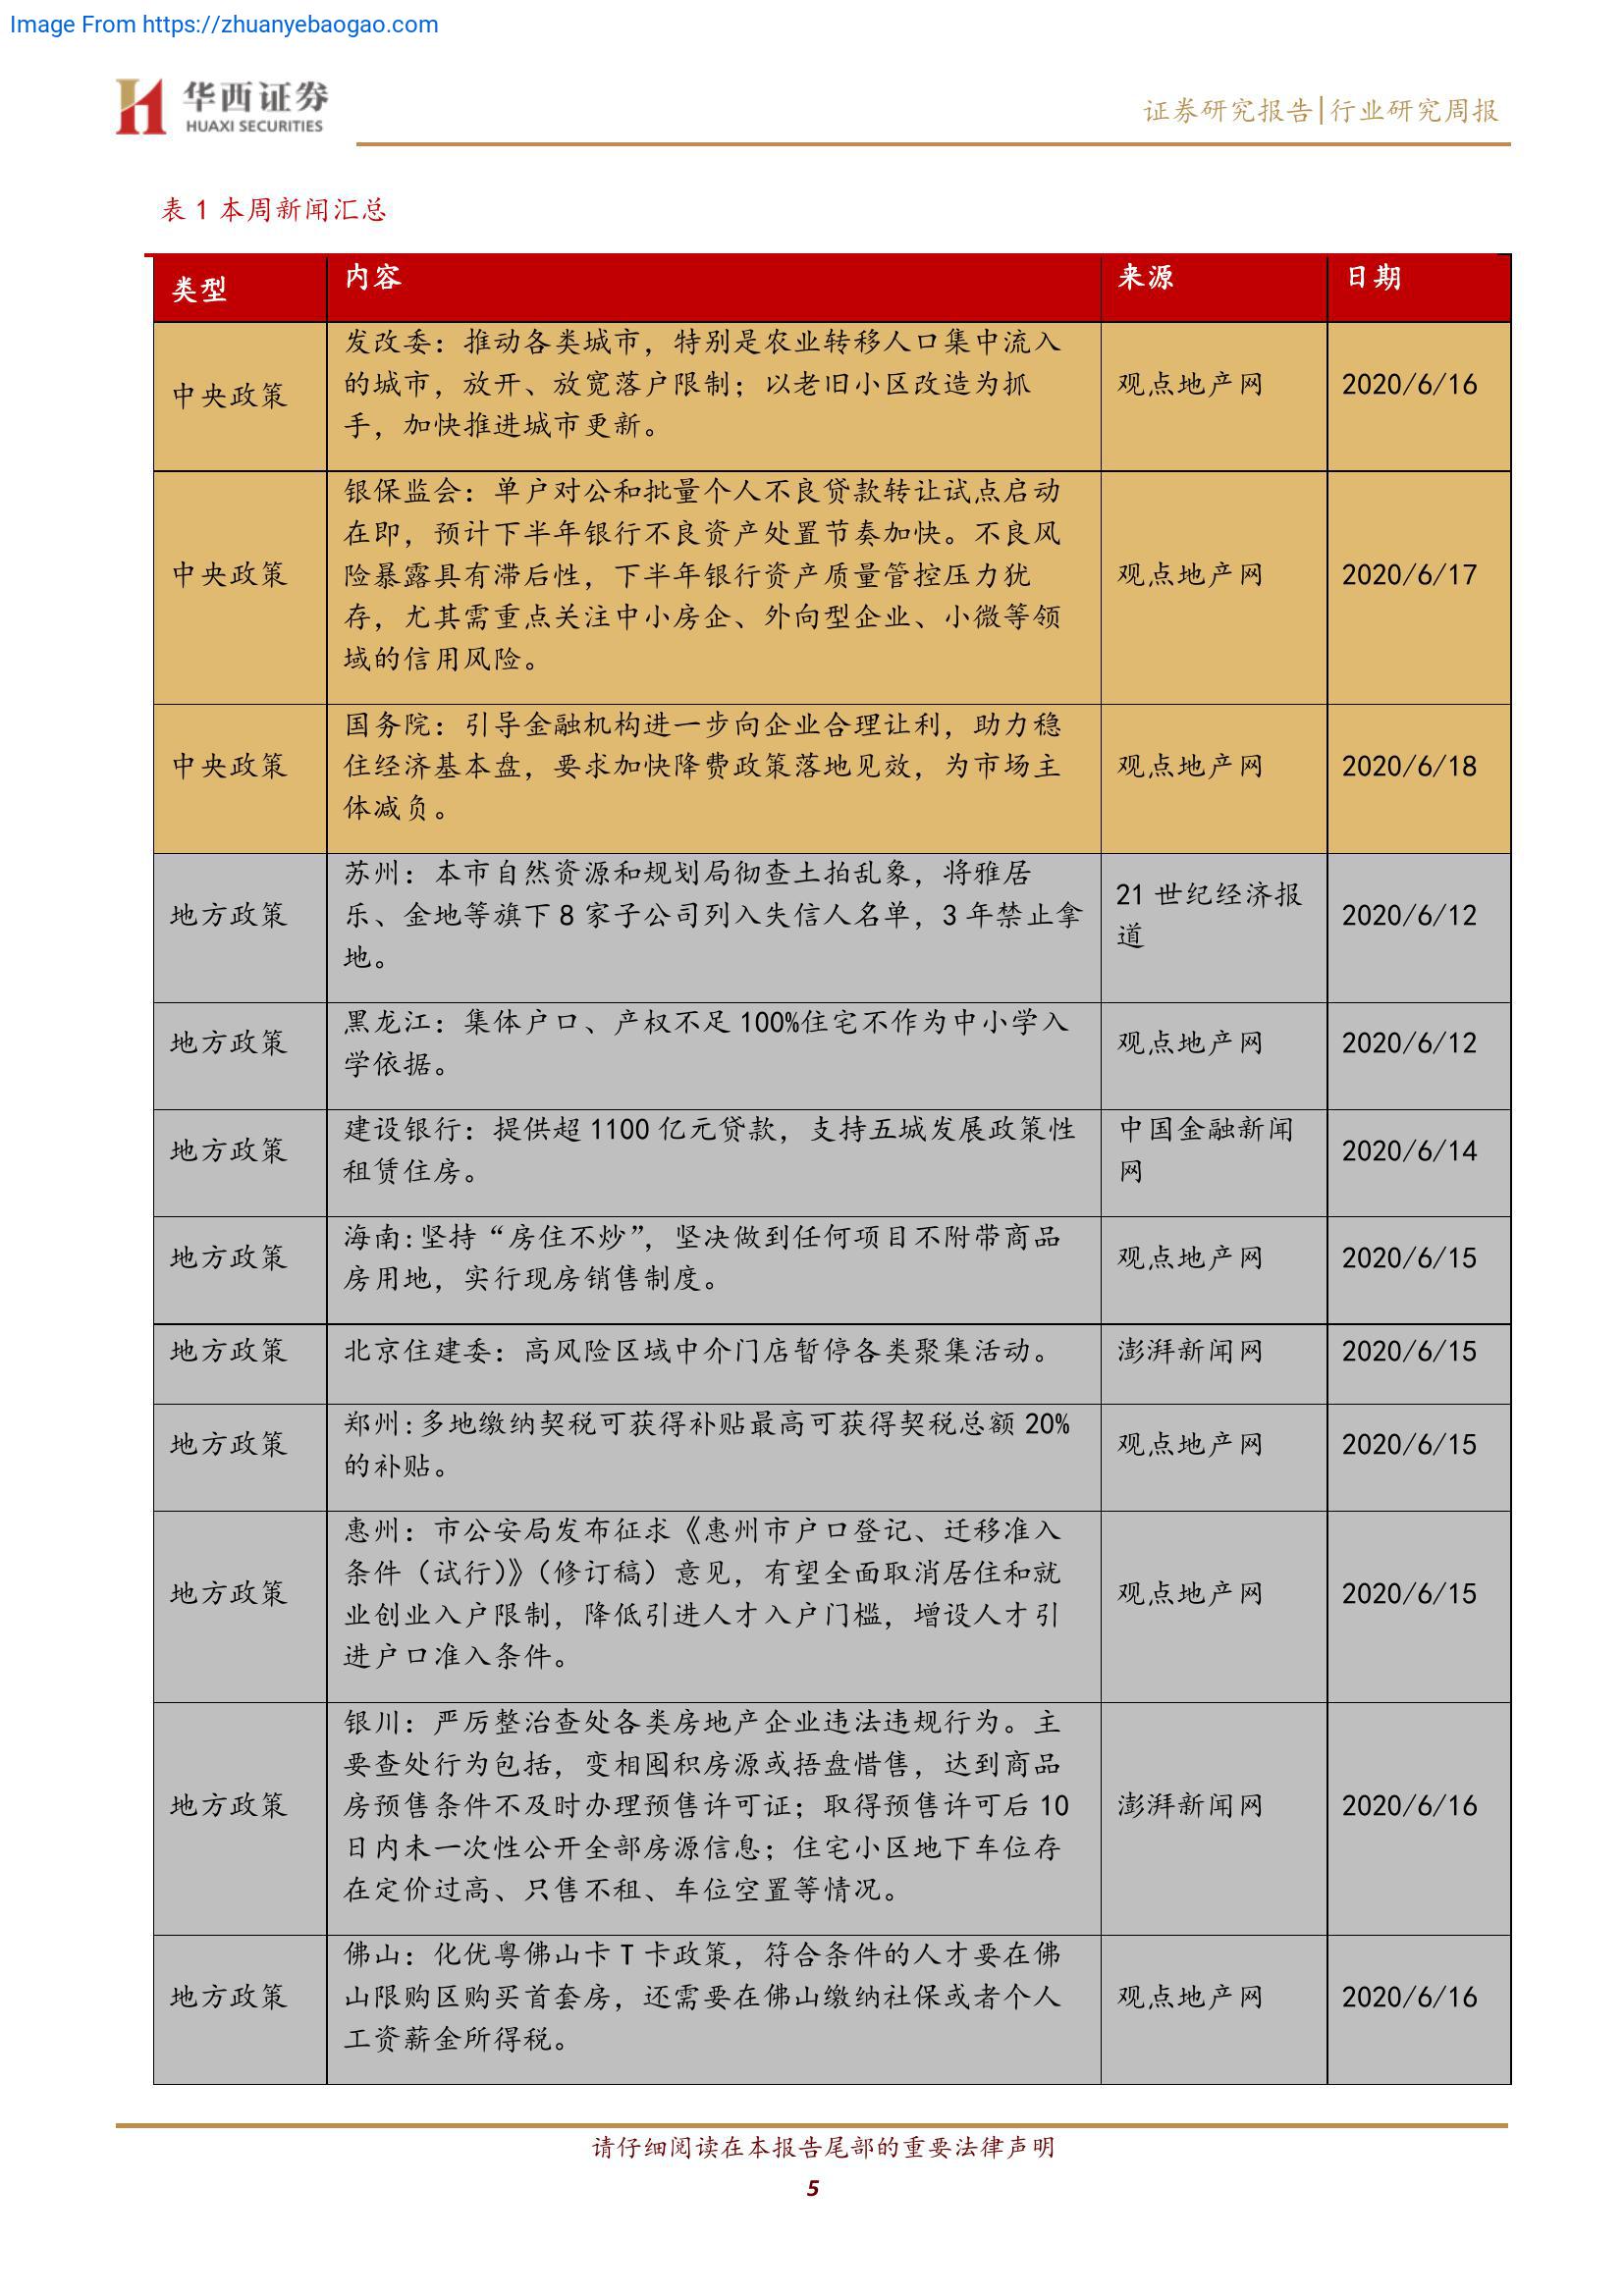 Image From https://zhuanyebaogao.com
华西证券
HUAXI SECURITIES
证券研究报告|行业研究周报
表 1 本周新闻汇总
类型
内容
来源
日期
中央政策
发改委：推动各类城市，特别是农业转移人口集中流入
的城市，放开、放宽落户限制；以老旧小区改造为抓
手，加快推进城市更新。
观点地产网
2020/6/16
中央政策
银保监会：单户对公和批量个人不良贷款转让试点启动
在即，预计下半年银行不良资产处置节奏加快。不良风
险暴露具有滞后性，下半年银行资产质量管控压力犹
存，尤其需重点关注中小房企、外向型企业、小微等领
域的信用风险。
观点地产网
2020/6/17
中央政策
国务院：引导金融机构进一步向企业合理让利，助力稳
住经济基本盘，要求加快降费政策落地见效，为市场主
体减负。
观点地产网
2020/6/18
地方政策
苏州：本市自然资源和规划局彻查土拍乱象，将雅居
乐、金地等旗下 8 家子公司列入失信人名单，3 年禁止拿
地。
21 世纪经济报
道
2020/6/12
地方政策
黑龙江：集体户口、产权不足 100%住宅不作为中小学入
学依据。
观点地产网
2020/6/12
地方政策
建设银行：提供超 1100 亿元贷款，支持五城发展政策性
租赁住房。
中国金融新闻
网
2020/6/14
地方政策
海南:坚持“房住不炒”，坚决做到任何项目不附带商品
房用地，实行现房销售制度。
观点地产网
2020/6/15
地方政策
北京住建委：高风险区域中介门店暂停各类聚集活动。
澎湃新闻网
2020/6/15
地方政策
郑州:多地缴纳契税可获得补贴最高可获得契税总额 20%
的补贴。
观点地产网
2020/6/15
地方政策
惠州：市公安局发布征求《惠州市户口登记、迁移准入
条件（试行)》（修订稿）意见，有望全面取消居住和就
业创业入户限制，降低引进人才入户门槛，增设人才引
进户口准入条件。
观点地产网
2020/6/15
地方政策
银川：严厉整治查处各类房地产企业违法违规行为。主
要查处行为包括，变相囤积房源或捂盘惜售，达到商品
房预售条件不及时办理预售许可证；取得预售许可后 10
日内未一次性公开全部房源信息；住宅小区地下车位存
在定价过高、只售不租、车位空置等情况。
澎湃新闻网
2020/6/16
地方政策
佛山：化优粤佛山卡 T 卡政策，符合条件的人才要在佛
山限购区购买首套房，还需要在佛山缴纳社保或者个人
工资薪金所得税。
观点地产网
2020/6/16
请仔细阅读在本报告尾部的重要法律声明
5